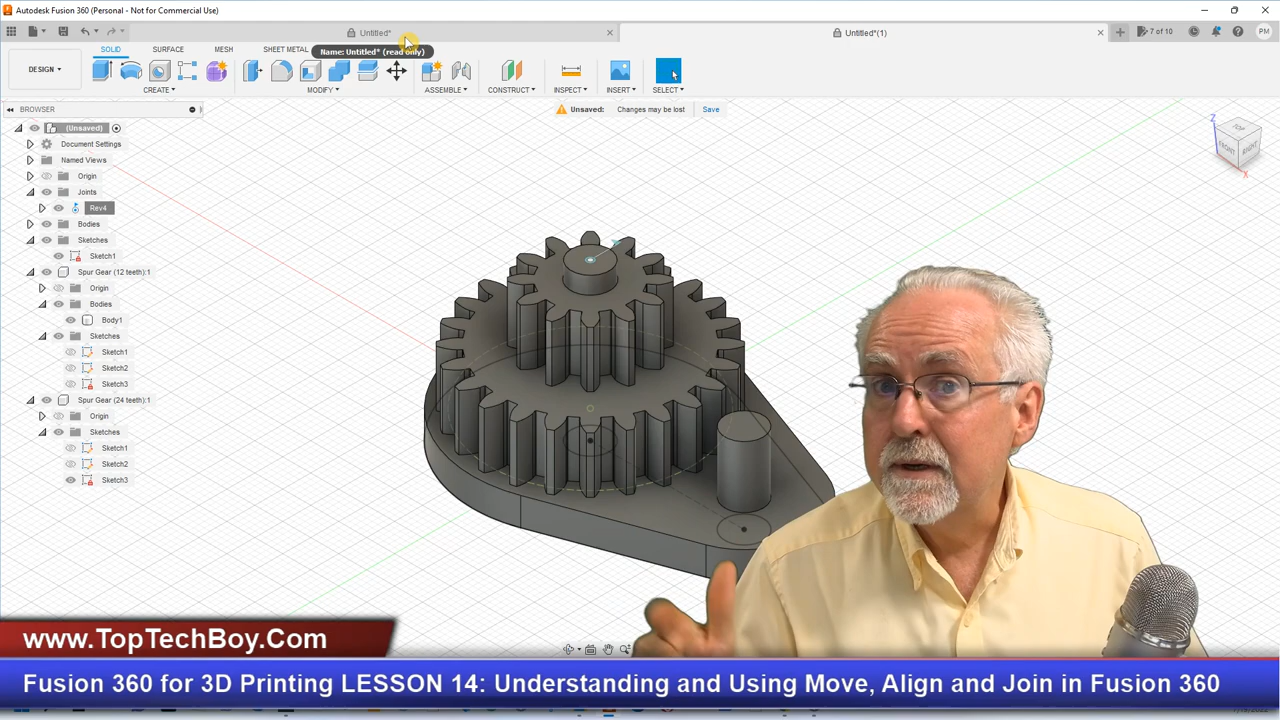 Autodesk Fusion 360 (Personal - Not for Commercial Use)
Untitled*
Untitled*(1)
7 of 10
PM
SOLID
SURFACE
MESH
SHEET METAL
Name: Untitled* (read only)
DESIGN
CREATE
MODIFY
ASSEMBLE
CONSTRUCT
INSPECT
INSERT
SELECT
BROWSER
Unsaved:
Changes may be lost
Save
(Unsaved)
Document Settings
Named Views
Origin
Joints
Rev4
Bodies
Sketches
Sketch1
Spur Gear (12 teeth):1
Origin
Bodies
Body1
Sketches
Sketch1
Sketch2
Sketch3
Spur Gear (24 teeth):1
Origin
Sketches
Sketch1
Sketch2
Sketch3
Z
TOP
FRONT
RIGHT
X
www.TopTechBoy.Com
Fusion 360 for 3D Printing LESSON 14: Understanding and Using Move, Align and Join in Fusion 360